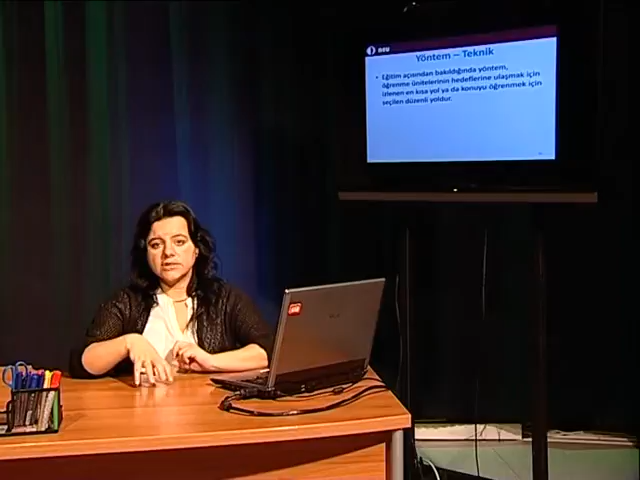 neu
Yöntem – Teknik
• Eğitim açısından bakıldığında yöntem,
öğrenme ünitelerinin hedeflerine ulaşmak için
izlenen en kısa yol ya da konuyu öğrenmek için
seçilen düzenli yoldur.